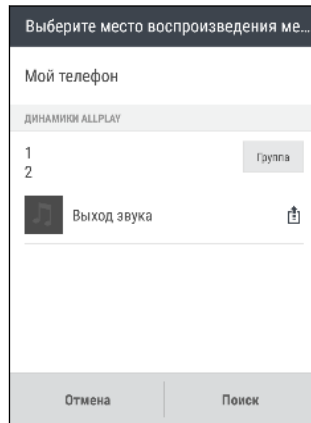 Выберите место воспроизведения ме...
Мой телефон
ДИНАМИКИ ALLPLAY
1
Группа
2
Выход звука
Отмена
Поиск